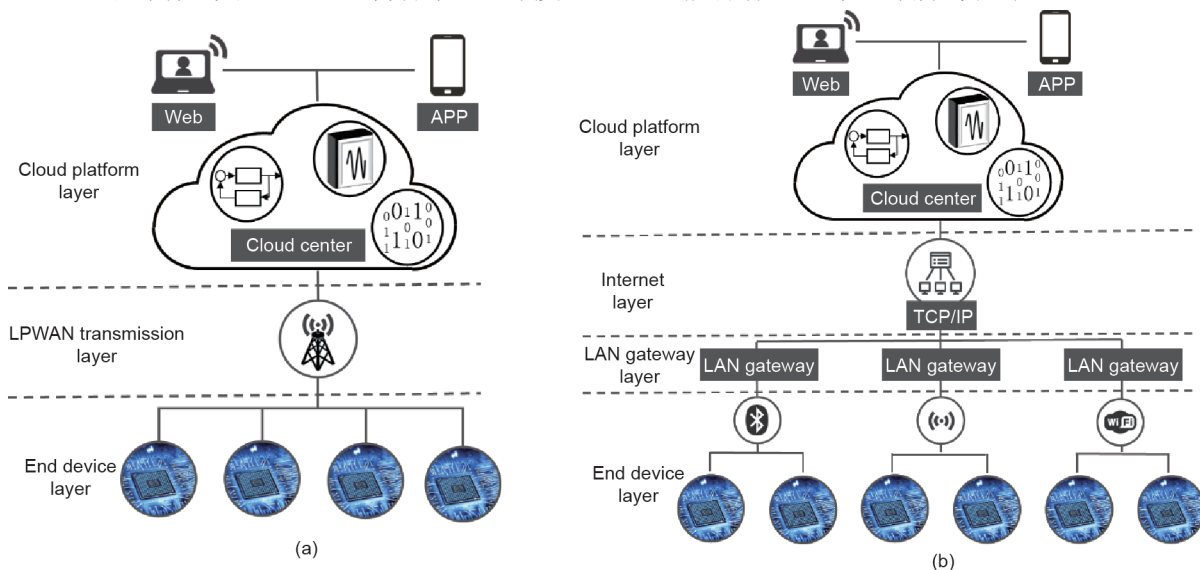 Web
APP
Cloud platform
layer
Cloud center
LPWAN transmission
layer
End device
layer
(a)
Web
APP
Cloud platform
layer
Cloud center
Internet
layer
TCP/IP
LAN gateway
layer
LAN gateway
LAN gateway
LAN gateway
WiFi
End device
layer
(b)